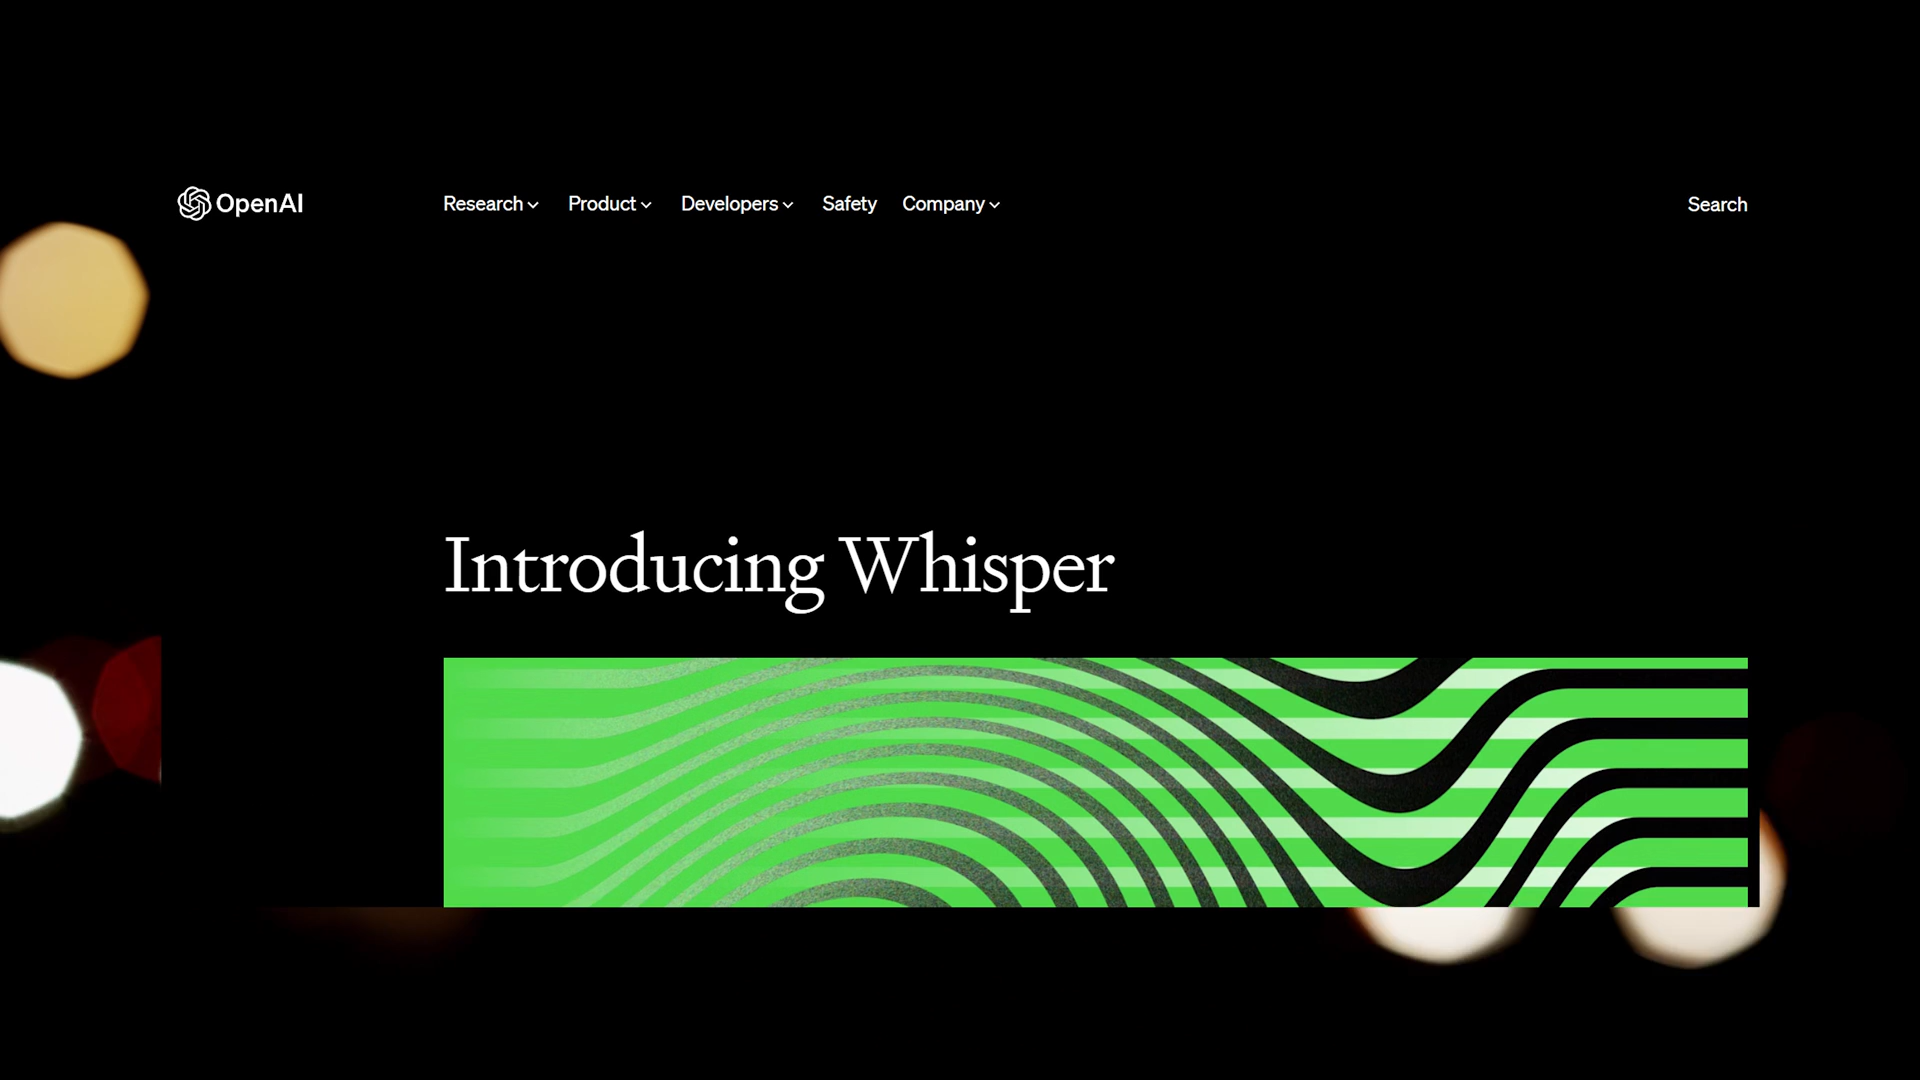 OpenAI
Research Product Developers Safety Company
Search
Introducing Whisper